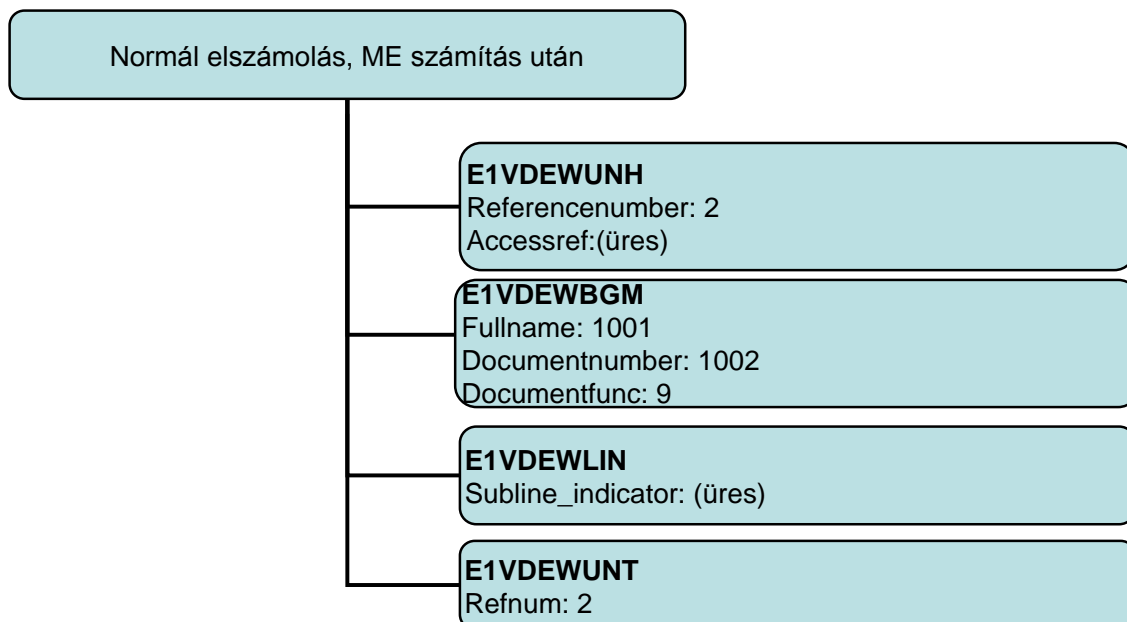 Normál elszámolás, ME számítás után
E1VDEWUNH
Referencenumber: 2
Accessref:(üres)
E1VDEWBGM
Fullname: 1001
Documentnumber: 1002
Documentfunc: 9
E1VDEWLIN
Subline_indicator: (üres)
E1VDEWUNT
Refnum: 2